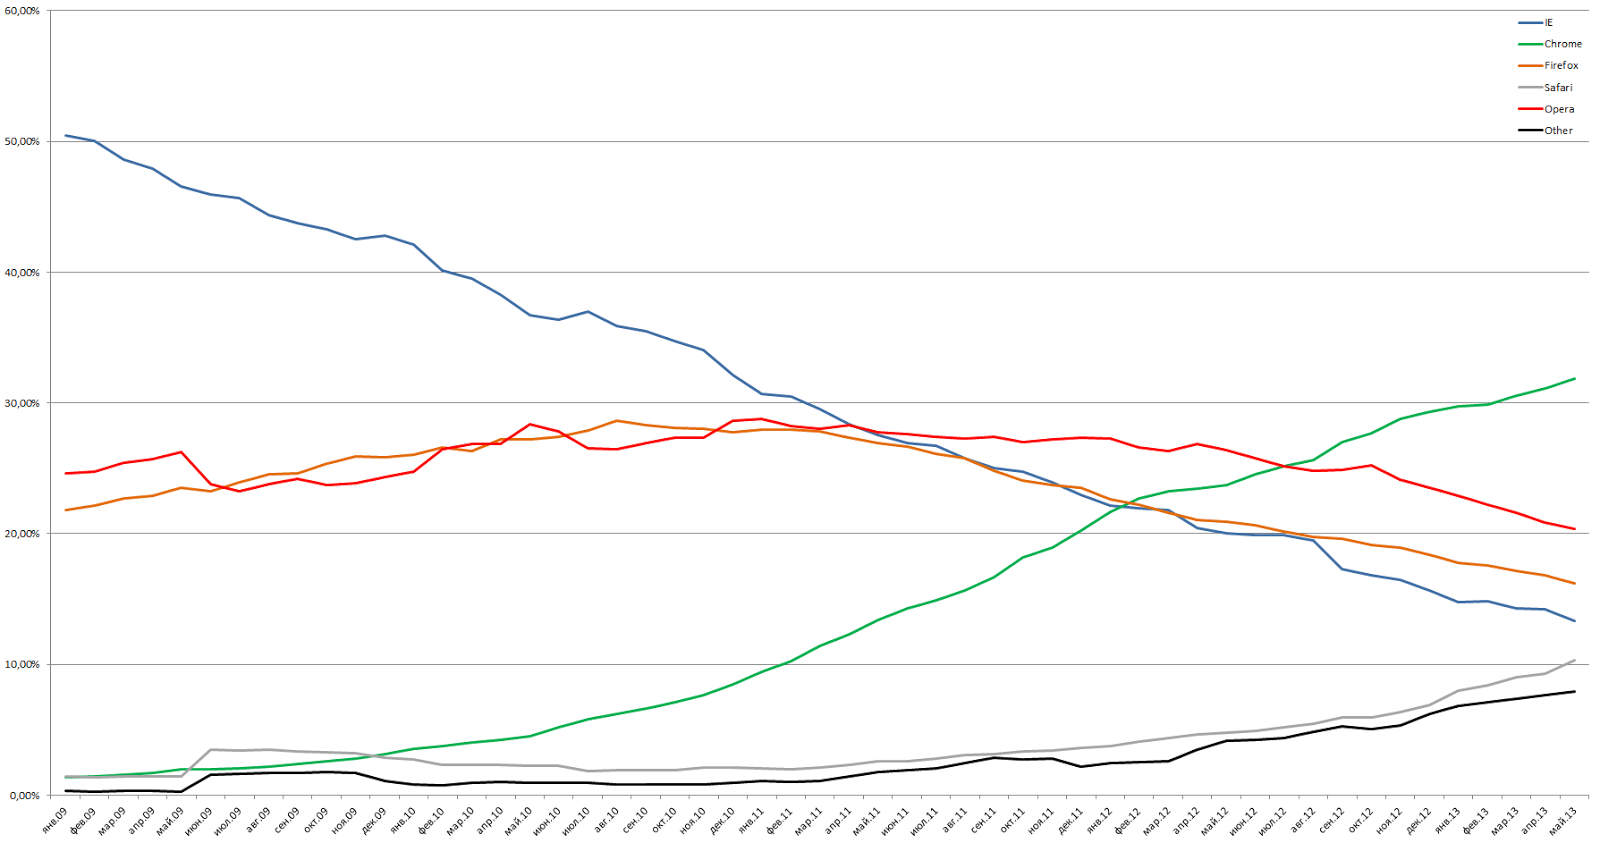 60,00%
50,00%
40,00%
30,00%
20,00%
10,00%
0,00%
IE
Chrome
Firefox
Safari
Opera
Other
янв.09
фев.09
мар.09
апр.09
май.09
июн.09
июл.09
авг.09
сен.09
окт.09
ноя.09
дек.09
янв.10
фев.10
мар.10
апр.10
май.10
июн.10
июл.10
авг.10
сен.10
окт.10
ноя.10
дек.10
янв.11
фев.11
мар.11
апр.11
май.11
июн.11
июл.11
авг.11
сен.11
окт.11
ноя.11
дек.11
янв.12
фев.12
мар.12
апр.12
май.12
июн.12
июл.12
авг.12
сен.12
окт.12
ноя.12
дек.12
янв.13
фев.13
мар.13
апр.13
май.13